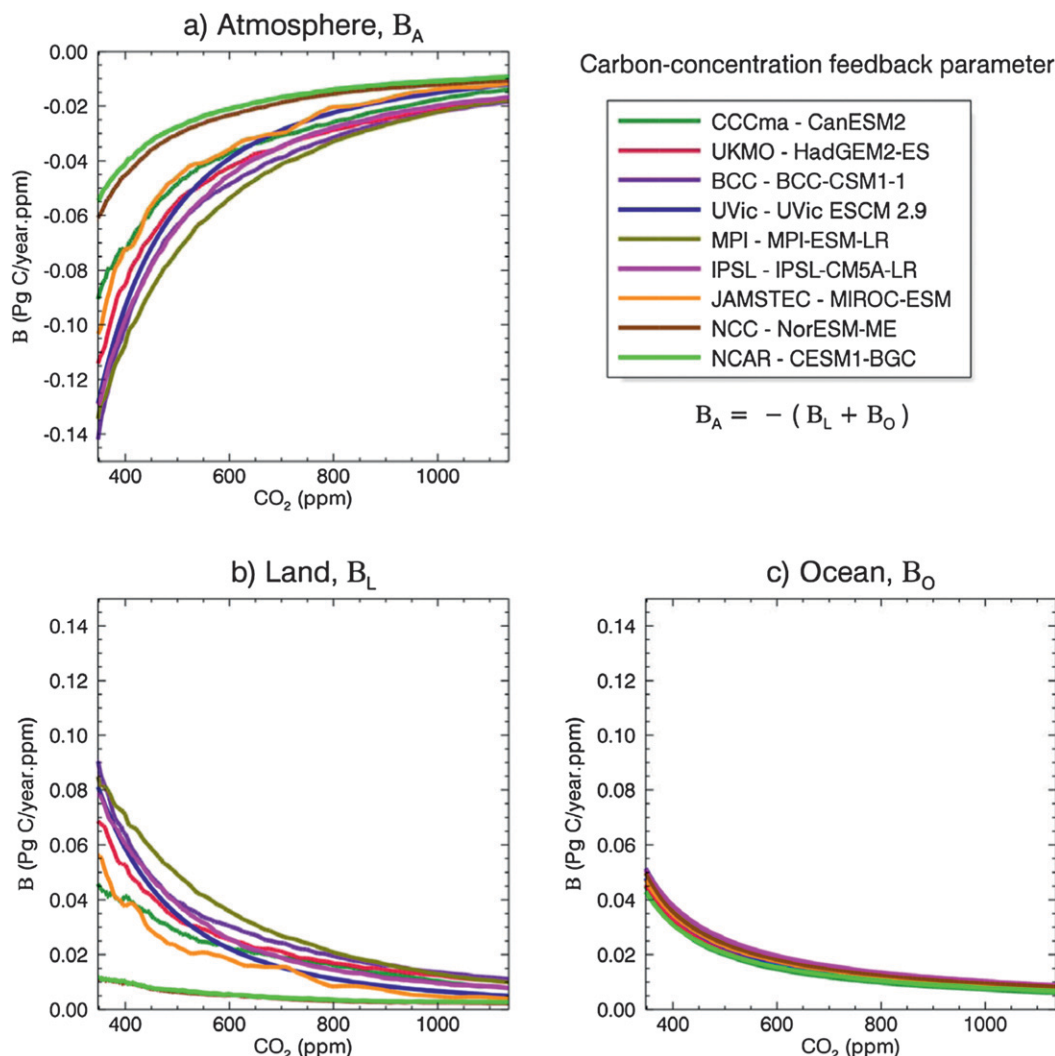 a) Atmosphere, B_A
0.00
-0.02
-0.04
-0.06
-0.08
-0.10
-0.12
-0.14
B (Pg C/year.ppm)
400 600 800 1000
CO₂ (ppm)
Carbon-concentration feedback parameter
CCCma - CanESM2
UKMO - HadGEM2-ES
BCC - BCC-CSM1-1
UVic - UVic ESCM 2.9
MPI - MPI-ESM-LR
IPSL - IPSL-CM5A-LR
JAMSTEC - MIROC-ESM
NCC - NorESM-ME
NCAR - CESM1-BGC
B_A = - ( B_L + B_O )
b) Land, B_L
0.14
0.12
0.10
0.08
0.06
0.04
0.02
0.00
B (Pg C/year.ppm)
400 600 800 1000
CO₂ (ppm)
c) Ocean, B_O
0.14
0.12
0.10
0.08
0.06
0.04
0.02
0.00
B (Pg C/year.ppm)
400 600 800 1000
CO₂ (ppm)